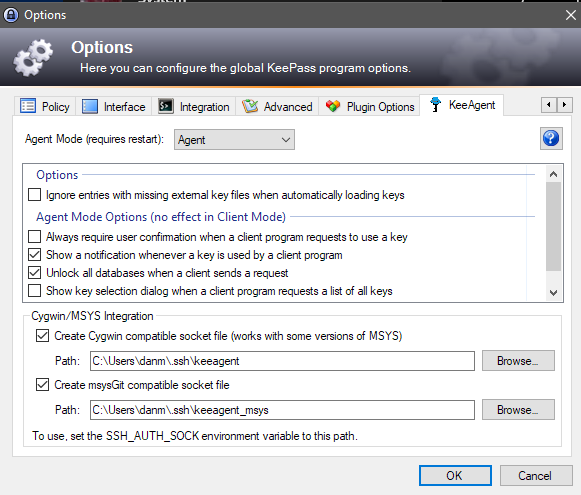 Options
Options
Here you can configure the global KeePass program options.
Policy Interface Integration Advanced Plugin Options KeeAgent
Agent Mode (requires restart): Agent
Options
Ignore entries with missing external key files when automatically loading keys
Agent Mode Options (no effect in Client Mode)
Always require user confirmation when a client program requests to use a key
Show a notification whenever a key is used by a client program
Unlock all databases when a client sends a request
Show key selection dialog when a client program requests a list of all keys
Cygwin/MSYS Integration
Create Cygwin compatible socket file (works with some versions of MSYS)
Path: C:\Users\danm\.ssh\keeagent Browse...
Create msysGit compatible socket file
Path: C:\Users\danm\.ssh\keeagent_msys Browse...
To use, set the SSH_AUTH_SOCK environment variable to this path.
OK Cancel